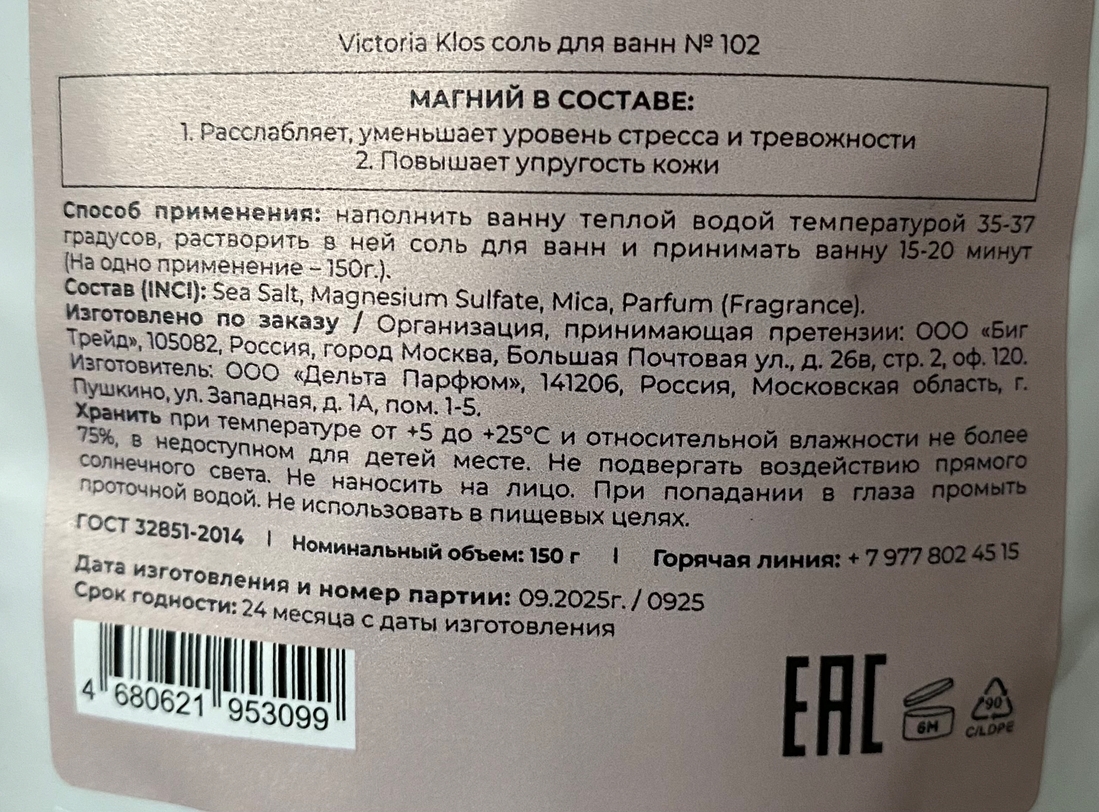 Victoria Klos соль для ванн № 102
МАГНИЙ В СОСТАВЕ:
1. Расслабляет, уменьшает уровень стресса и тревожности
2. Повышает упругость кожи
Способ применения: наполнить ванну теплой водой температурой 35-37
градусов, растворить в ней соль для ванн и принимать ванну 15-20 минут
(На одно применение – 150г.).
Состав (INCI): Sea Salt, Magnesium Sulfate, Mica, Parfum (Fragrance).
Изготовлено по заказу / Организация, принимающая претензии: ООО «Биг
Трейд», 105082, Россия, город Москва, Большая Почтовая ул., д. 26в, стр. 2, оф. 120.
Изготовитель: ООО «Дельта Парфюм», 141206, Россия, Московская область, г.
Пушкино, ул. Западная, д. 1А, пом. 1-5.
Хранить при температуре от +5 до +25°C и относительной влажности не более
75%, в недоступном для детей месте. Не подвергать воздействию прямого
солнечного света. Не наносить на лицо. При попадании в глаза промыть
проточной водой. Не использовать в пищевых целях.
ГОСТ 32851-2014 | Номинальный объем: 150 г | Горячая линия: + 7 977 802 45 15
Дата изготовления и номер партии: 09.2025г. / 0925
Срок годности: 24 месяца с даты изготовления
4 680621 953099
EAC
6M
90
C/LDPE